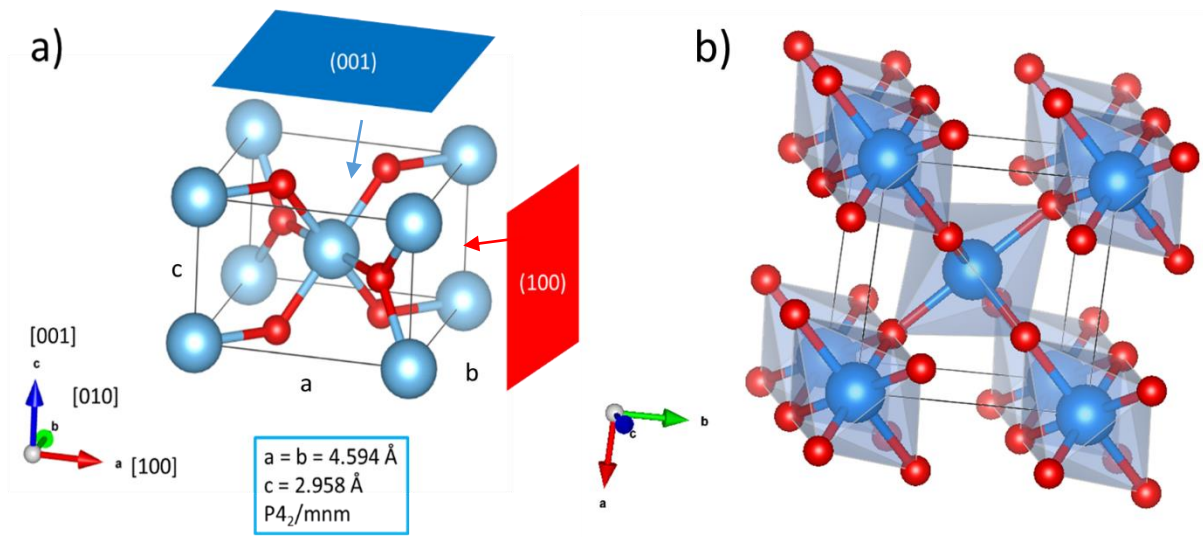 a)
(001)
(100)
c
a
b
[001]
c
[010]
b
a
[100]
a = b = 4.594 Å
c = 2.958 Å
P4₂/mnm
b)
c
b
a